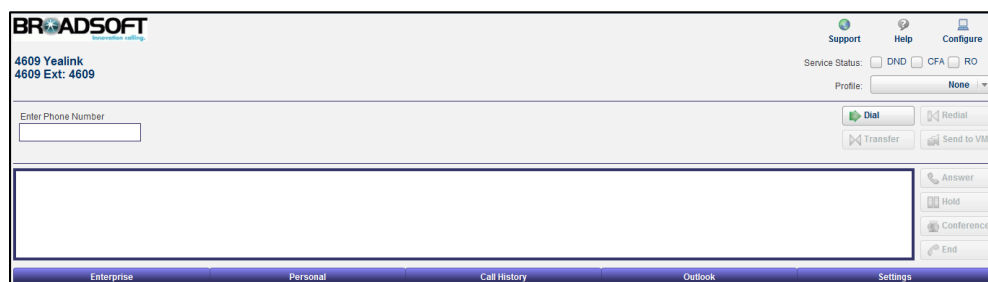 BROADSOFT
Innovation calling.
Support Help Configure
4609 Yealink
4609 Ext: 4609
Service Status: DND CFA RO
Profile: None
Enter Phone Number
Dial Redial
Transfer Send to VM
Answer
Hold
Conference
End
Enterprise Personal Call History Outlook Settings